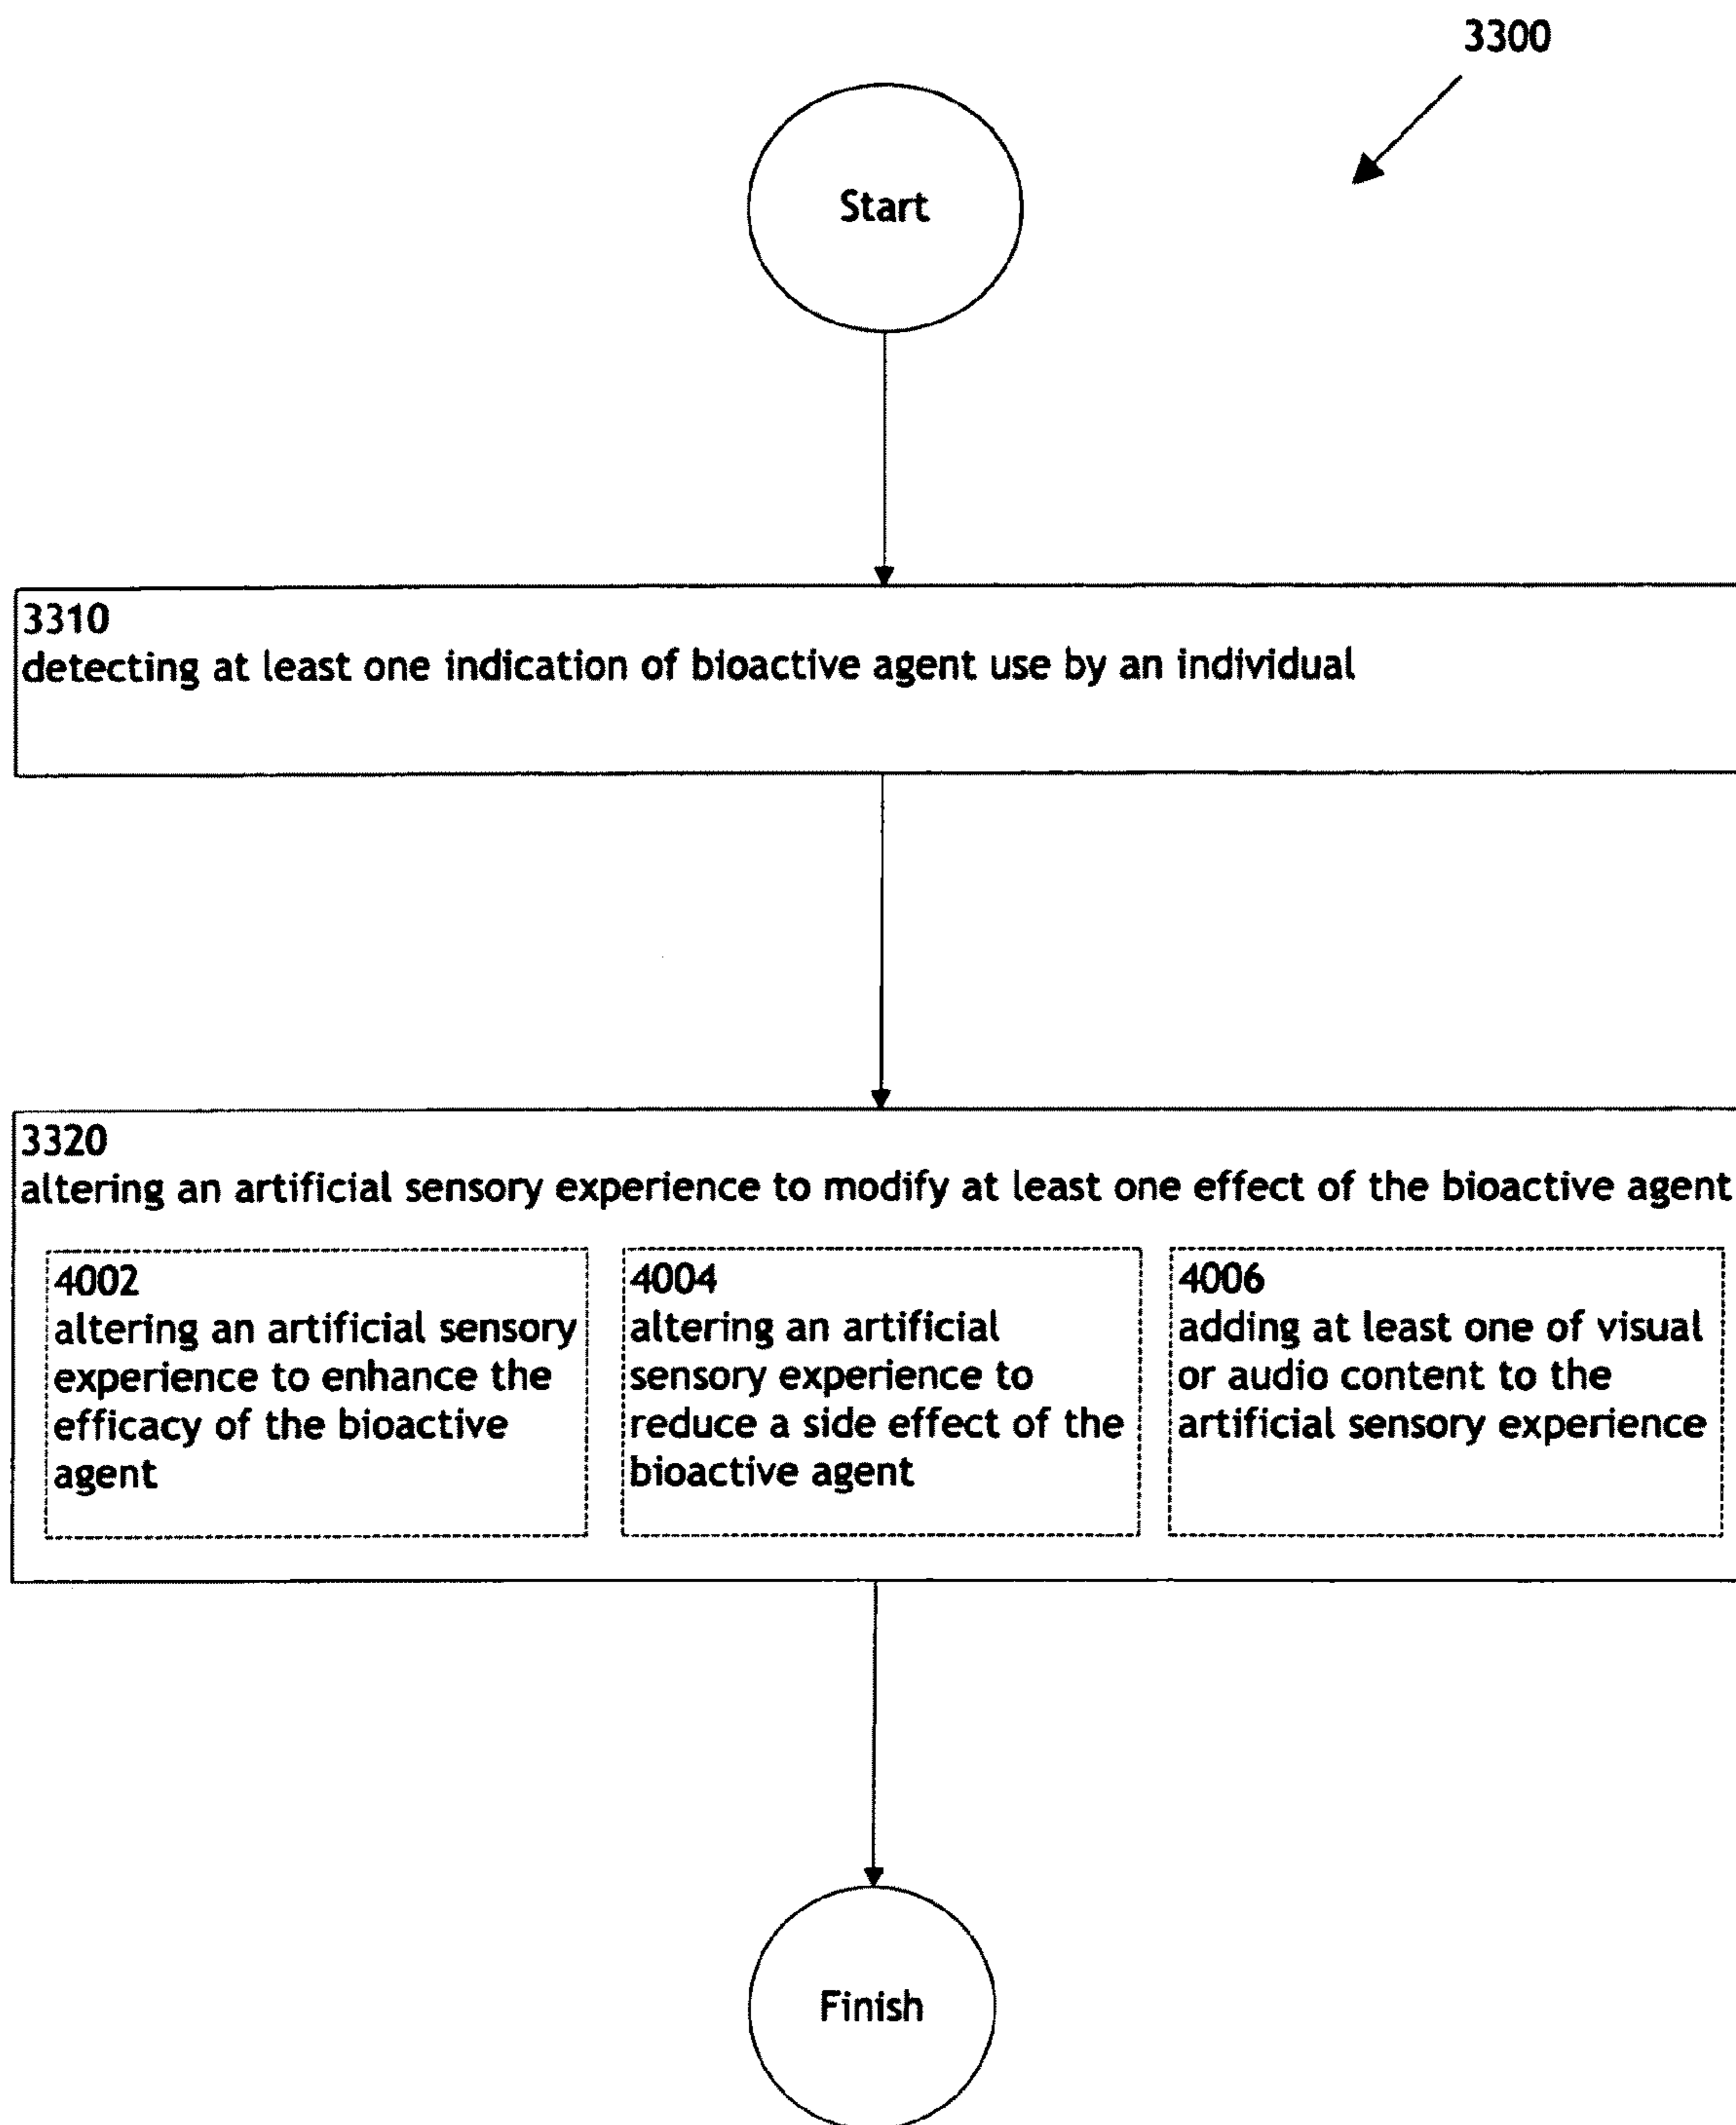 3300
Start
3310
detecting at least one indication of bioactive agent use by an individual
3320
altering an artificial sensory experience to modify at least one effect of the bioactive agent
4002
altering an artificial sensory
experience to enhance the
efficacy of the bioactive
agent
4004
altering an artificial
sensory experience to
reduce a side effect of the
bioactive agent
4006
adding at least one of visual
or audio content to the
artificial sensory experience
Finish